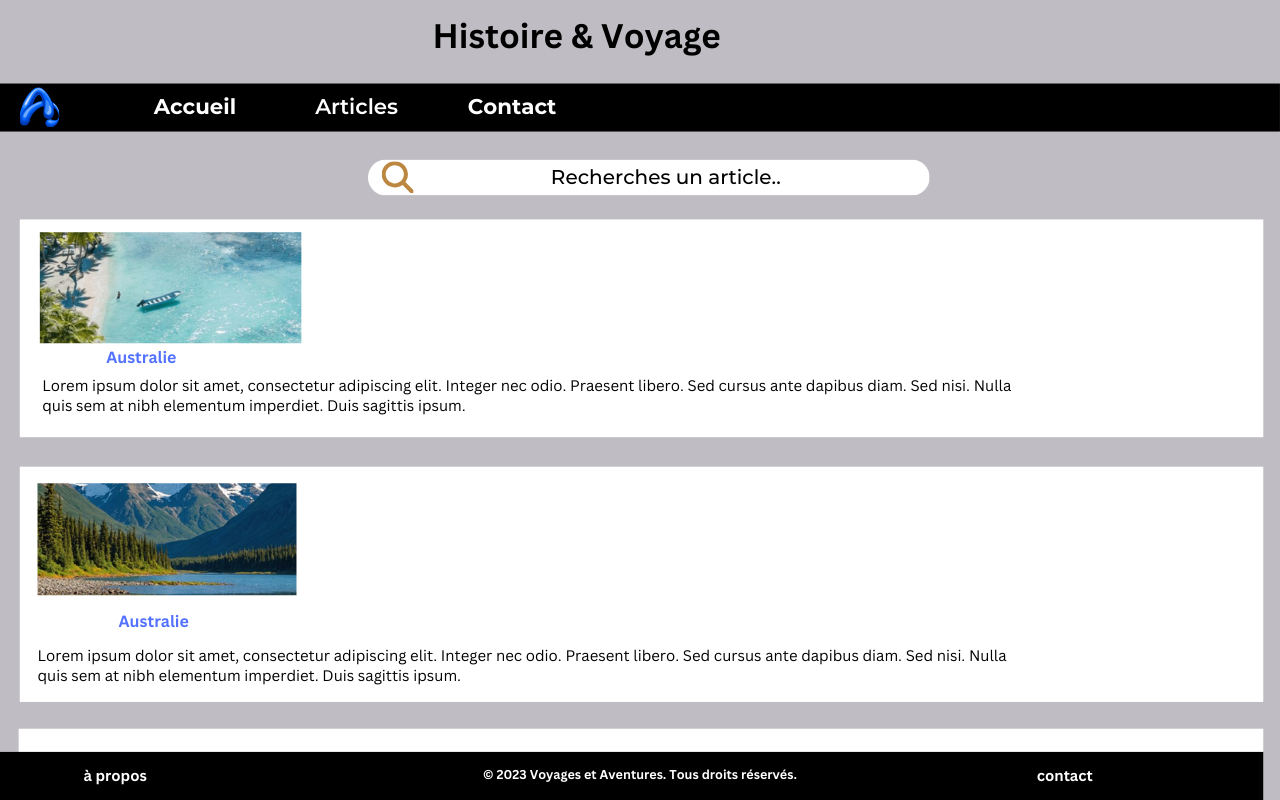 Histoire & Voyage
Accueil Articles Contact
Recherches un article..
Australie
Lorem ipsum dolor sit amet, consectetur adipiscing elit. Integer nec odio. Praesent libero. Sed cursus ante dapibus diam. Sed nisi. Nulla
quis sem at nibh elementum imperdiet. Duis sagittis ipsum.
Australie
Lorem ipsum dolor sit amet, consectetur adipiscing elit. Integer nec odio. Praesent libero. Sed cursus ante dapibus diam. Sed nisi. Nulla
quis sem at nibh elementum imperdiet. Duis sagittis ipsum.
à propos © 2023 Voyages et Aventures. Tous droits réservés. contact